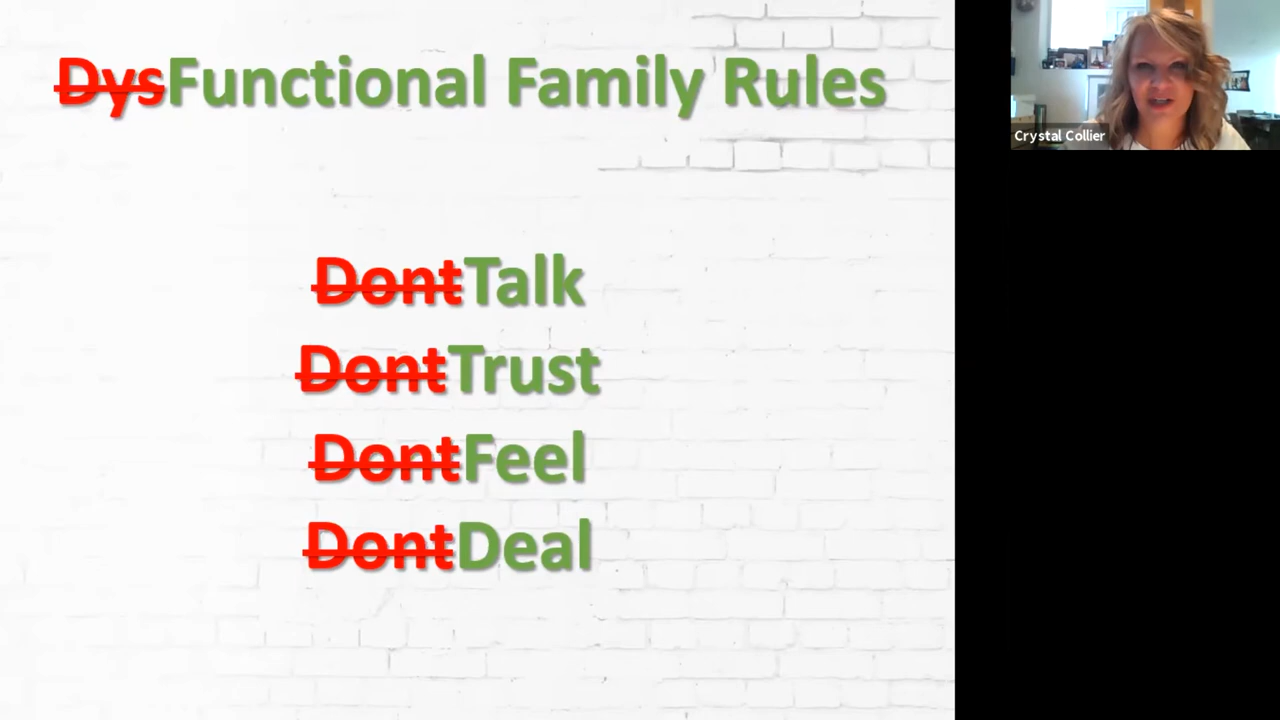 DysFunctional Family Rules
Crystal Collier
DontTalk
DontTrust
DontFeel
DontDeal